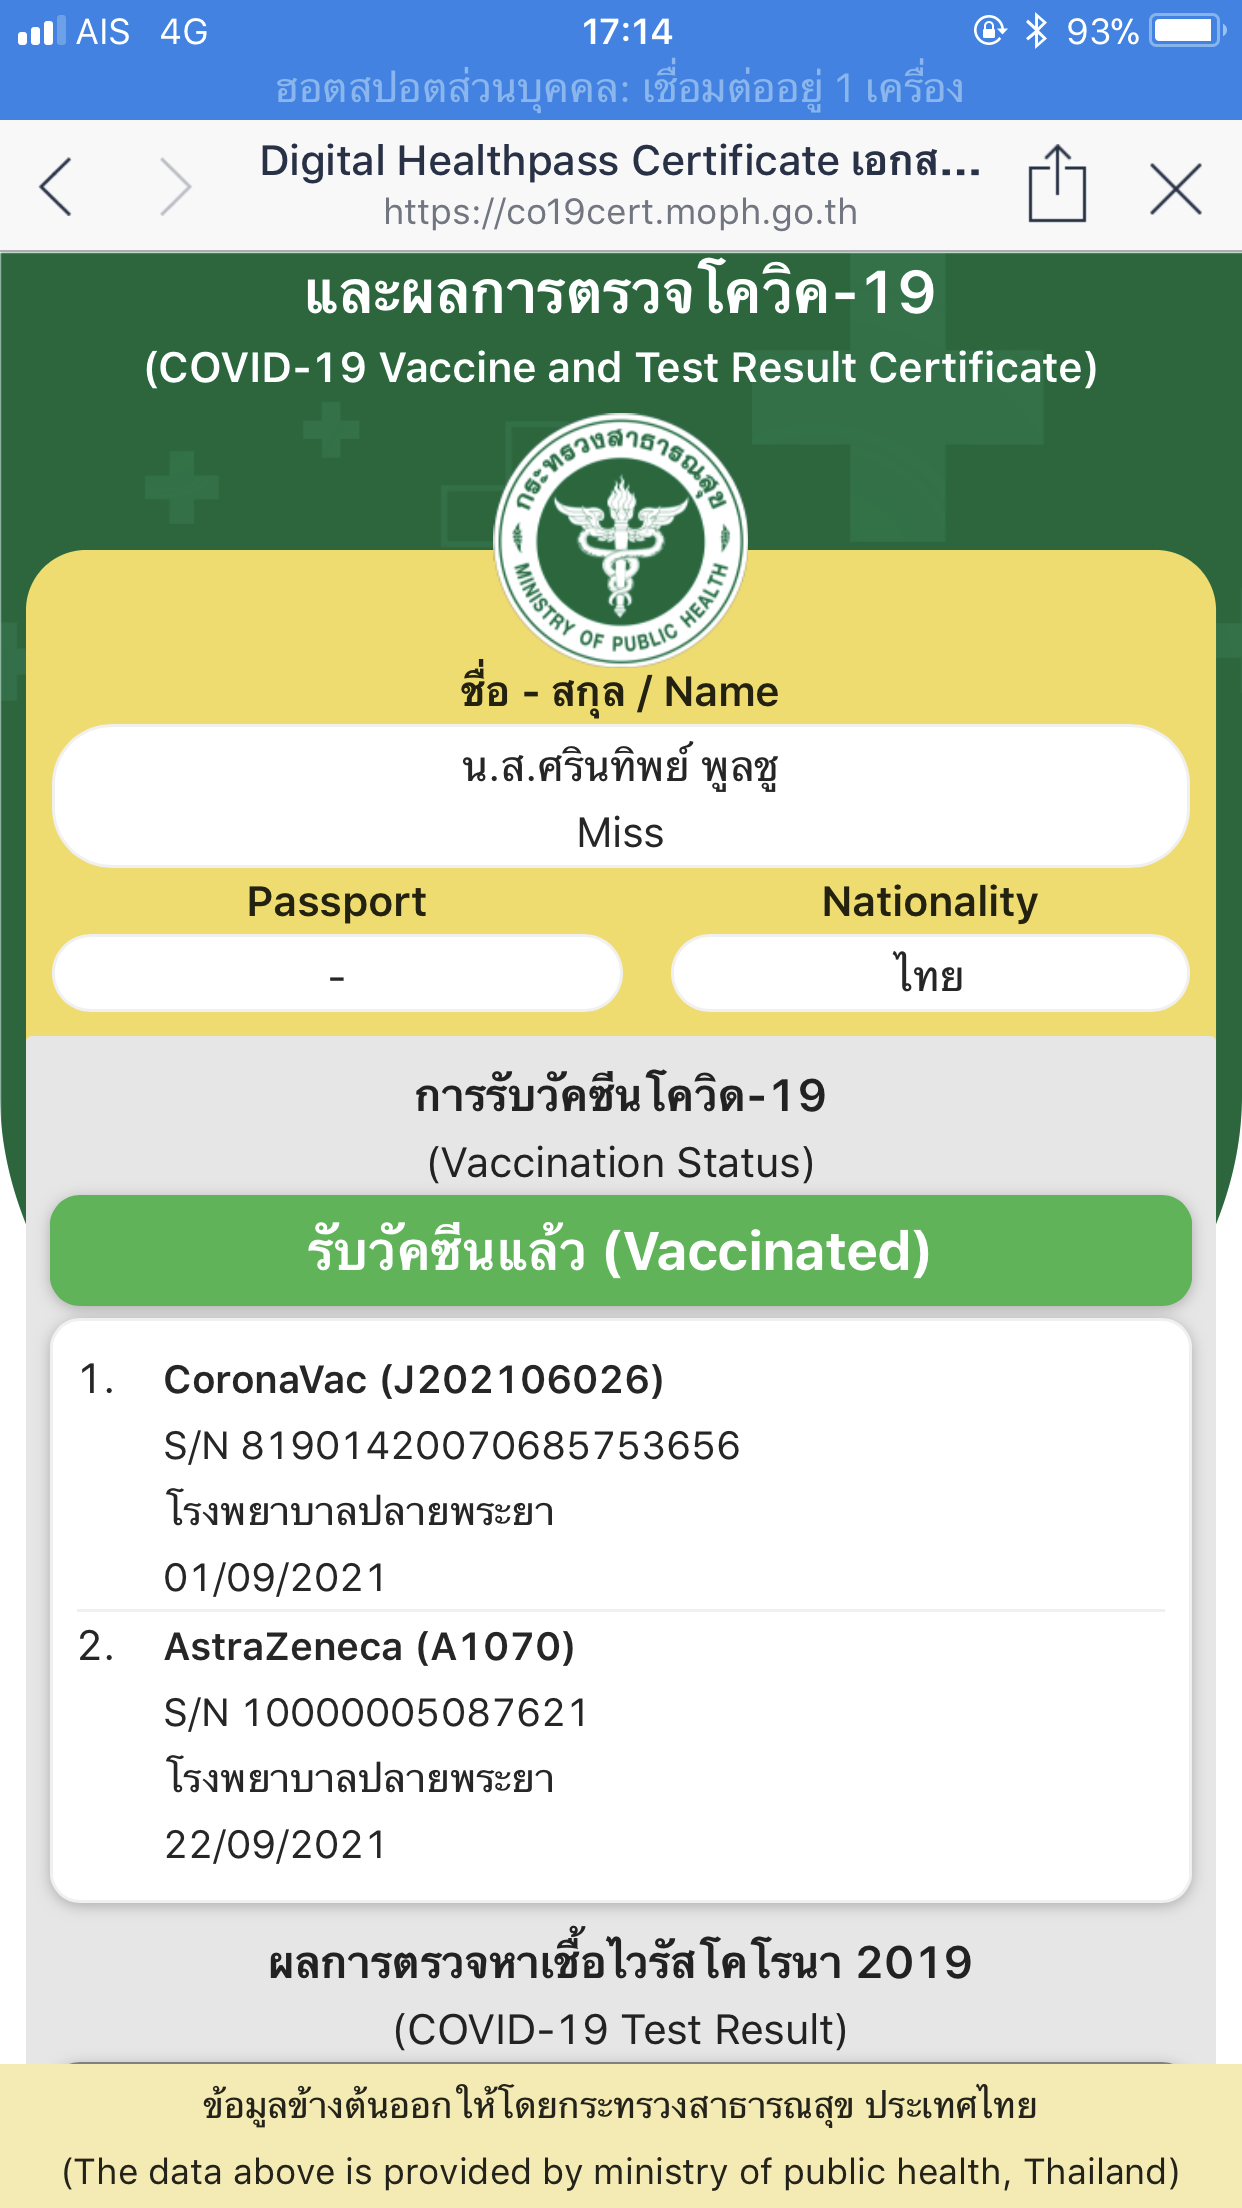 AIS 4G 17:14 93%
ฮอตสปอตส่วนบุคคล: เชื่อมต่ออยู่ 1 เครื่อง
Digital Healthpass Certificate เอกส...
https://co19cert.moph.go.th
และผลการตรวจโควิค-19
(COVID-19 Vaccine and Test Result Certificate)
กระทรวงสาธารณสุข
MINISTRY OF PUBLIC HEALTH
ชื่อ - สกุล / Name
น.ส.ศรินทิพย์ พูลชู
Miss
Passport Nationality
- ไทย
การรับวัคซีนโควิด-19
(Vaccination Status)
รับวัคซีนแล้ว (Vaccinated)
1. CoronaVac (J202106026)
S/N 81901420070685753656
โรงพยาบาลปลายพระยา
01/09/2021
2. AstraZeneca (A1070)
S/N 10000005087621
โรงพยาบาลปลายพระยา
22/09/2021
ผลการตรวจหาเชื้อไวรัสโคโรนา 2019
(COVID-19 Test Result)
ข้อมูลข้างต้นออกให้โดยกระทรวงสาธารณสุข ประเทศไทย
(The data above is provided by ministry of public health, Thailand)